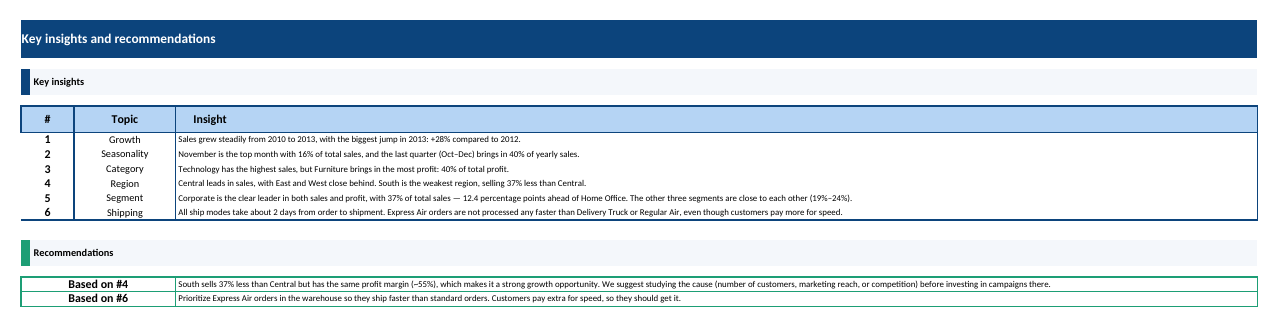 Key insights and recommendations
Key insights
# Topic Insight
1 Growth Sales grew steadily from 2010 to 2013, with the biggest jump in 2013: +28% compared to 2012.
2 Seasonality November is the top month with 16% of total sales, and the last quarter (Oct–Dec) brings in 40% of yearly sales.
3 Category Technology has the highest sales, but Furniture brings in the most profit: 40% of total profit.
4 Region Central leads in sales, with East and West close behind. South is the weakest region, selling 37% less than Central.
5 Segment Corporate is the clear leader in both sales and profit, with 37% of total sales — 12.4 percentage points ahead of Home Office. The other three segments are close to each other (19%–24%).
6 Shipping All ship modes take about 2 days from order to shipment. Express Air orders are not processed any faster than Delivery Truck or Regular Air, even though customers pay more for speed.
Recommendations
Based on #4 South sells 37% less than Central but has the same profit margin (~55%), which makes it a strong growth opportunity. We suggest studying the cause (number of customers, marketing reach, or competition) before investing in campaigns there.
Based on #6 Prioritize Express Air orders in the warehouse so they ship faster than standard orders. Customers pay extra for speed, so they should get it.